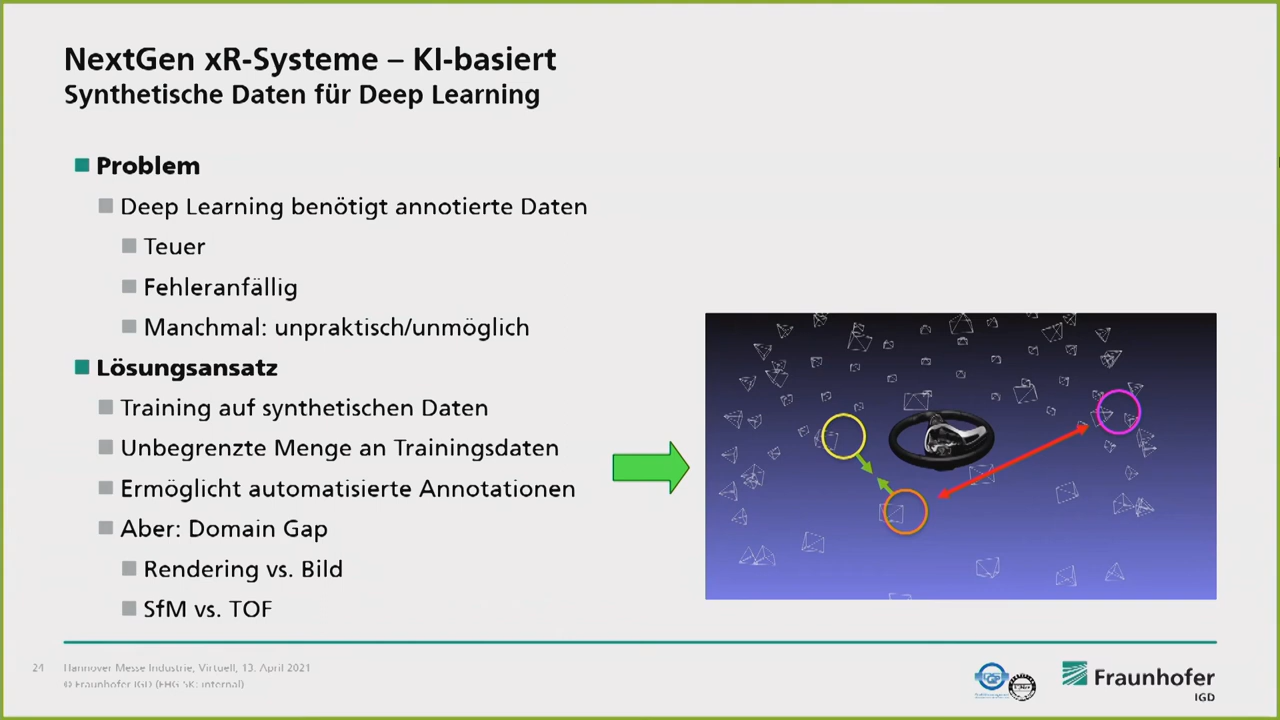 NextGen xR-Systeme – KI-basiert
Synthetische Daten für Deep Learning
Problem
Deep Learning benötigt annotierte Daten
Teuer
Fehleranfällig
Manchmal: unpraktisch/unmöglich
Lösungsansatz
Training auf synthetischen Daten
Unbegrenzte Menge an Trainingsdaten
Ermöglicht automatisierte Annotationen
Aber: Domain Gap
Rendering vs. Bild
SfM vs. TOF
24 Hannover Messe Industrie, Virtuell, 13. April 2021
© Fraunhofer IGD (FHG SK: internal)
Fraunhofer
IGD